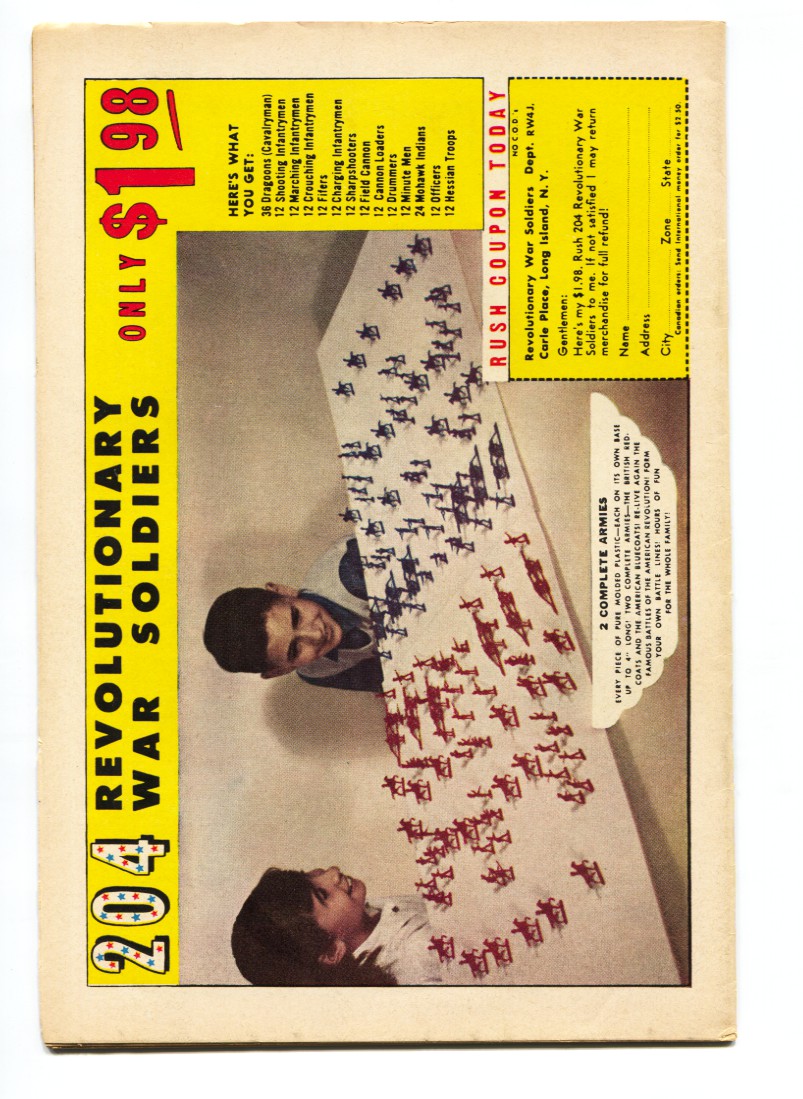 204 REVOLUTIONARY
WAR SOLDIERS
ONLY $1 98
HERE'S WHAT
YOU GET:
36 Dragoons (Cavalryman)
12 Shooting Infantrymen
12 Marching Infantrymen
12 Crouching Infantrymen
12 Fifers
12 Charging Infantrymen
12 Sharpshooters
12 Field Cannon
12 Cannon Loaders
12 Drummers
12 Minute Men
24 Mohawk Indians
12 Officers
12 Hessian Troops
2 COMPLETE ARMIES
EVERY PIECE OF PURE MOLDED PLASTIC—EACH ON ITS OWN BASE
UP TO 4" LONG! TWO COMPLETE ARMIES—THE BRITISH RED-
COATS AND THE AMERICAN BLUECOATS! RE-LIVE AGAIN THE
FAMOUS BATTLES OF THE AMERICAN REVOLUTION! FORM
YOUR OWN BATTLE LINES! HOURS OF FUN
FOR THE WHOLE FAMILY!
RUSH COUPON TODAY
NO C.O.D.s
Revolutionary War Soldiers Dept. RW4J.
Carle Place, Long Island, N. Y.
Gentlemen:
Here's my $1.98. Rush 204 Revolutionary War
Soldiers to me. If not satisfied I may return
merchandise for full refund!
Name
Address
City Zone State
Canadian orders: Send International money order for $2.50.